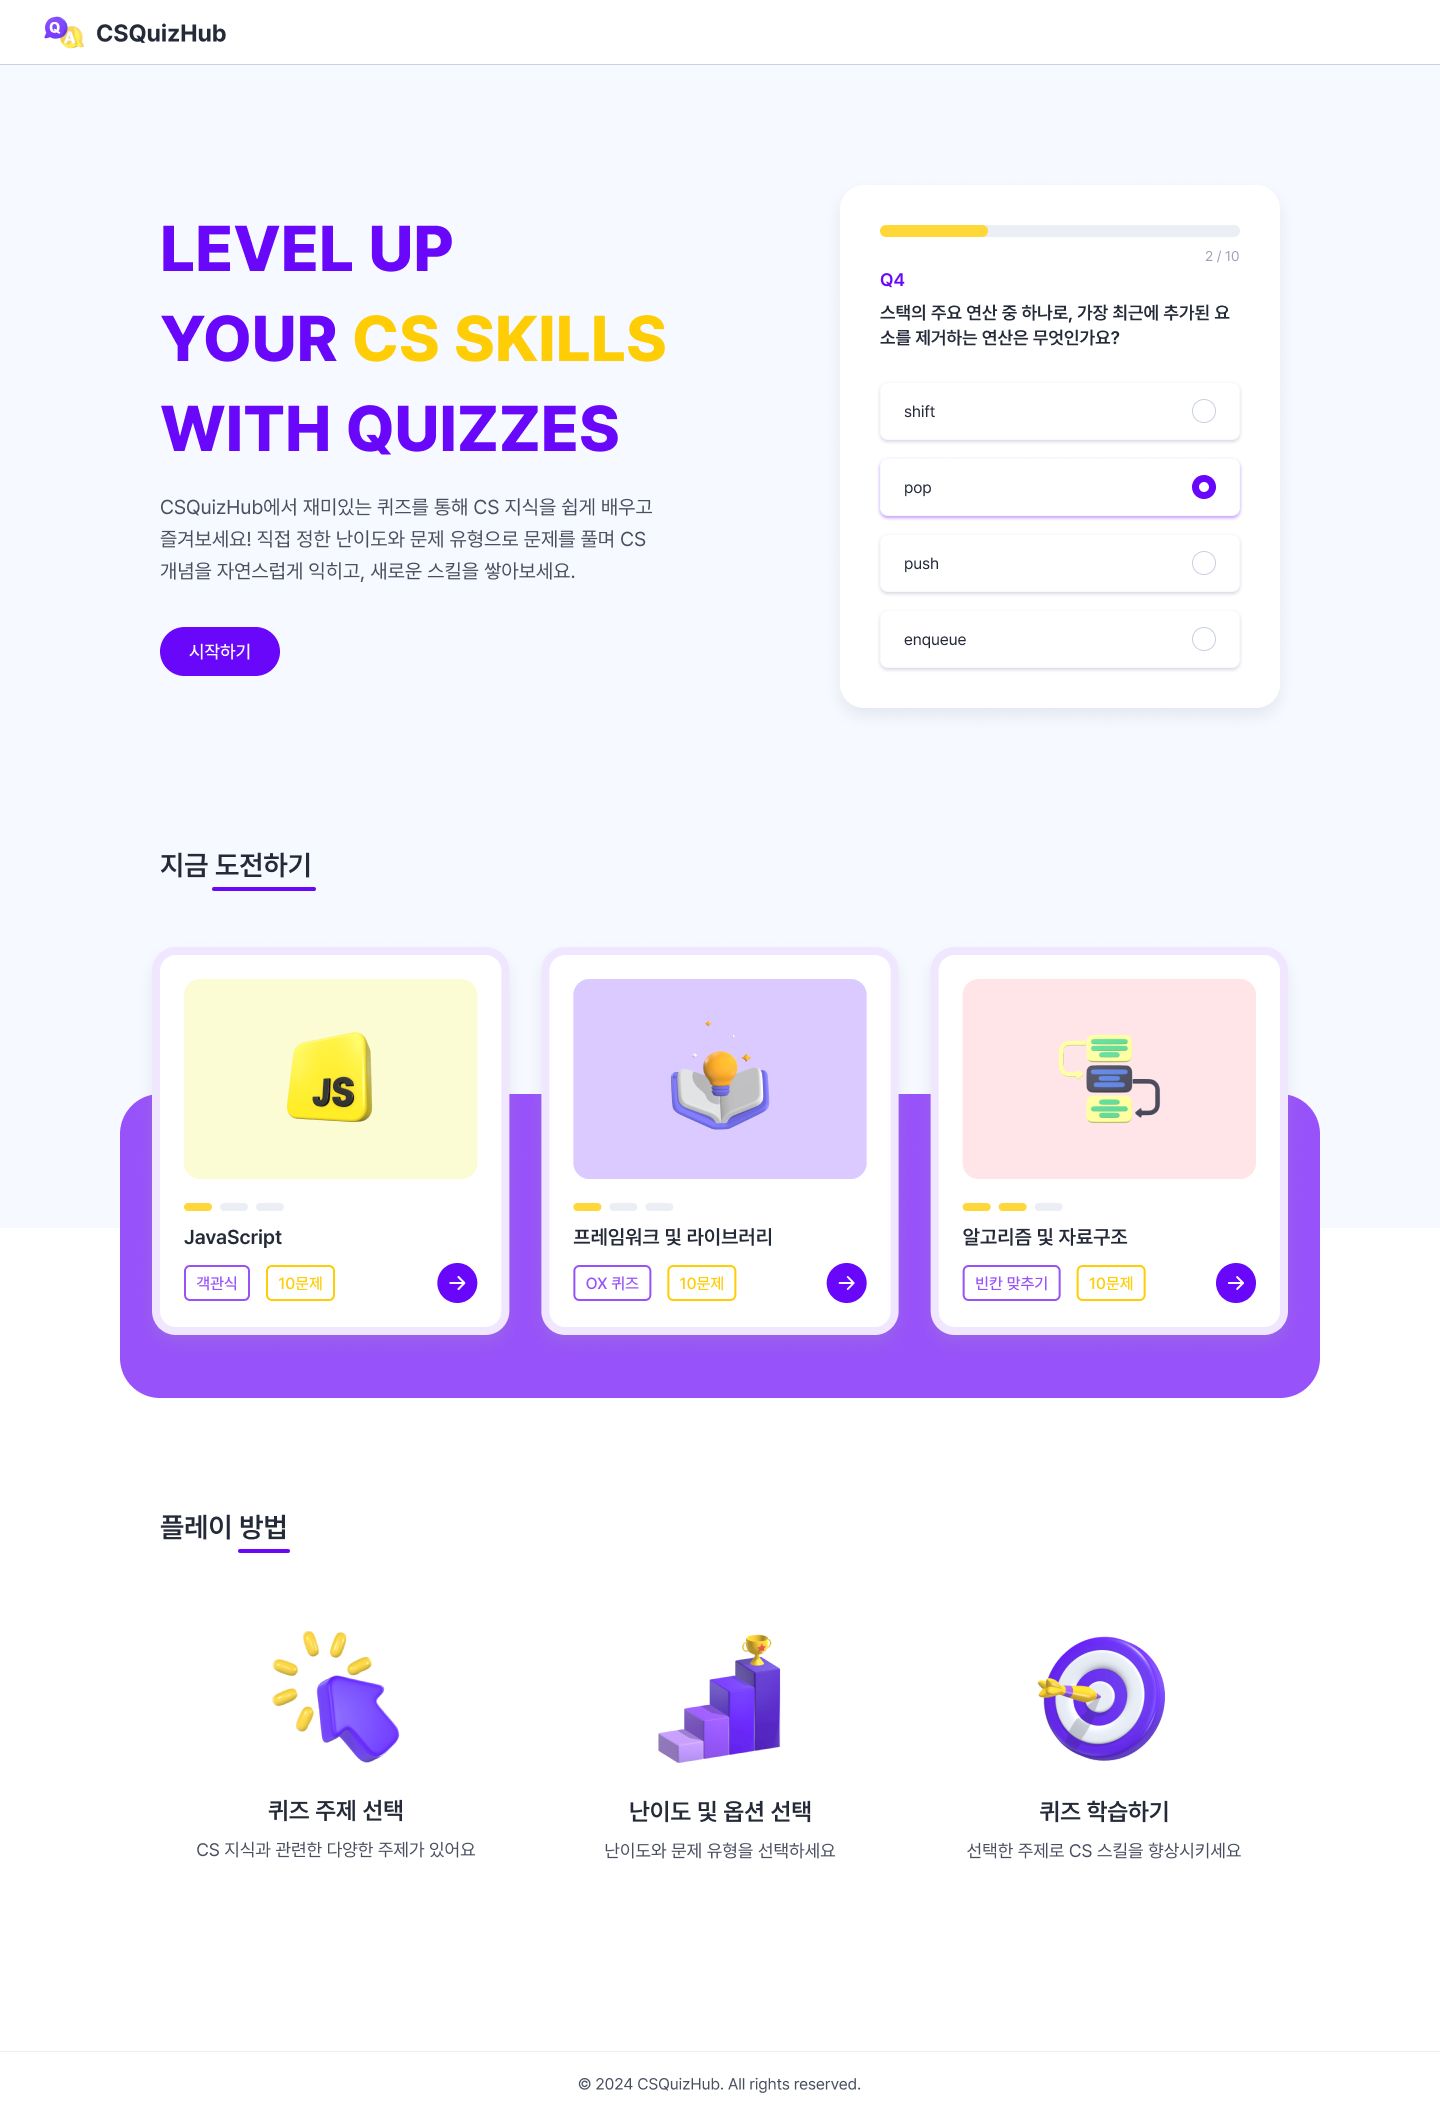 Q
A
CSQuizHub
LEVEL UP
YOUR CS SKILLS
WITH QUIZZES
CSQuizHub에서 재미있는 퀴즈를 통해 CS 지식을 쉽게 배우고
즐겨보세요! 직접 정한 난이도와 문제 유형으로 문제를 풀며 CS
개념을 자연스럽게 익히고, 새로운 스킬을 쌓아보세요.
시작하기
2 / 10
Q4
스택의 주요 연산 중 하나로, 가장 최근에 추가된 요
소를 제거하는 연산은 무엇인가요?
shift
pop
push
enqueue
지금 도전하기
JS
JavaScript
객관식
10문제
프레임워크 및 라이브러리
OX 퀴즈
10문제
알고리즘 및 자료구조
빈칸 맞추기
10문제
플레이 방법
퀴즈 주제 선택
CS 지식과 관련한 다양한 주제가 있어요
난이도 및 옵션 선택
난이도와 문제 유형을 선택하세요
퀴즈 학습하기
선택한 주제로 CS 스킬을 향상시키세요
© 2024 CSQuizHub. All rights reserved.